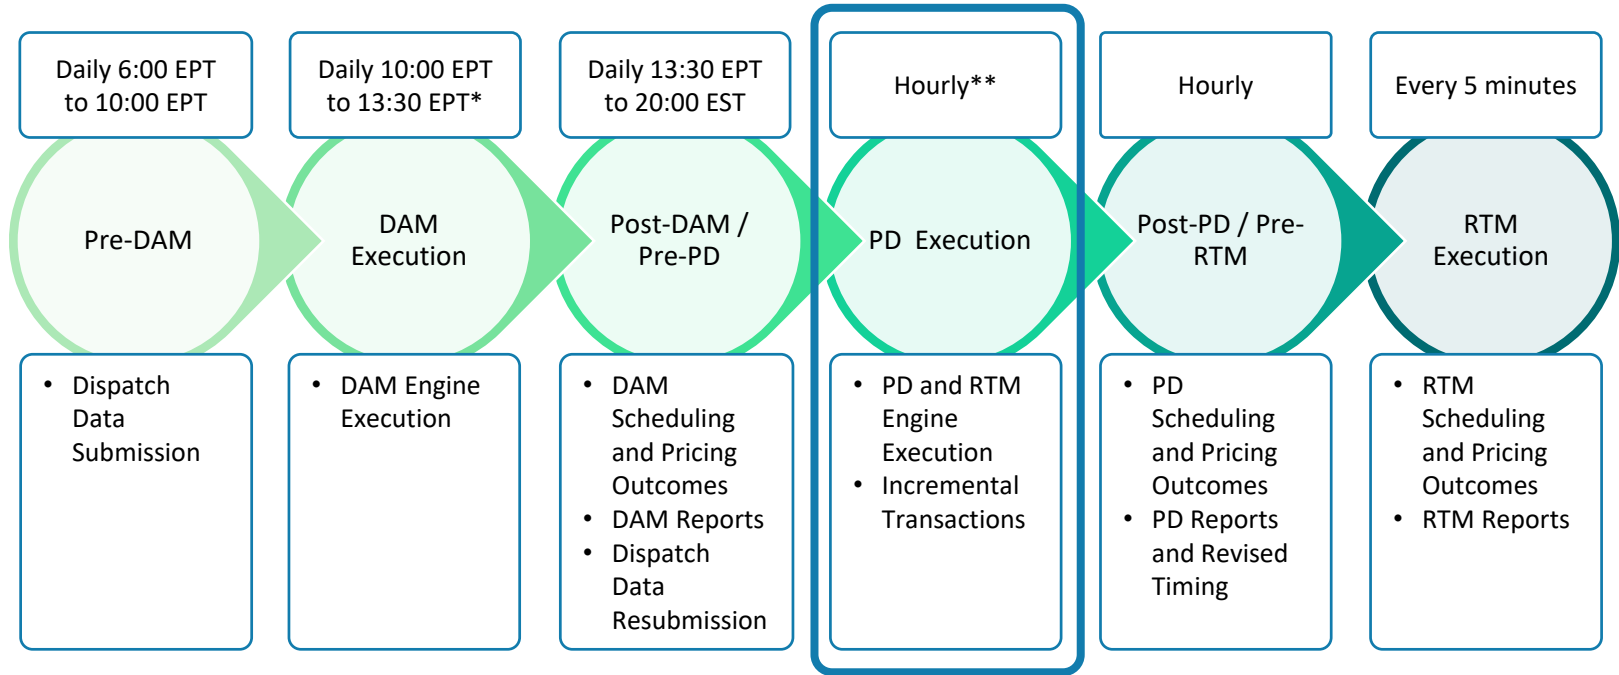 Daily 6:00 EPT
to 10:00 EPT
Daily 10:00 EPT
to 13:30 EPT*
Daily 13:30 EPT
to 20:00 EST
Hourly**
Hourly
Every 5 minutes
Pre-DAM
DAM
Execution
Post-DAM /
Pre-PD
PD Execution
Post-PD / Pre-
RTM
RTM
Execution
• Dispatch
Data
Submission
• DAM Engine
Execution
• DAM
Scheduling
and Pricing
Outcomes
• DAM Reports
• Dispatch
Data
Resubmission
• PD and RTM
Engine
Execution
• Incremental
Transactions
• PD
Scheduling
and Pricing
Outcomes
• PD Reports
and Revised
Timing
• RTM
Scheduling
and Pricing
Outcomes
• RTM Reports